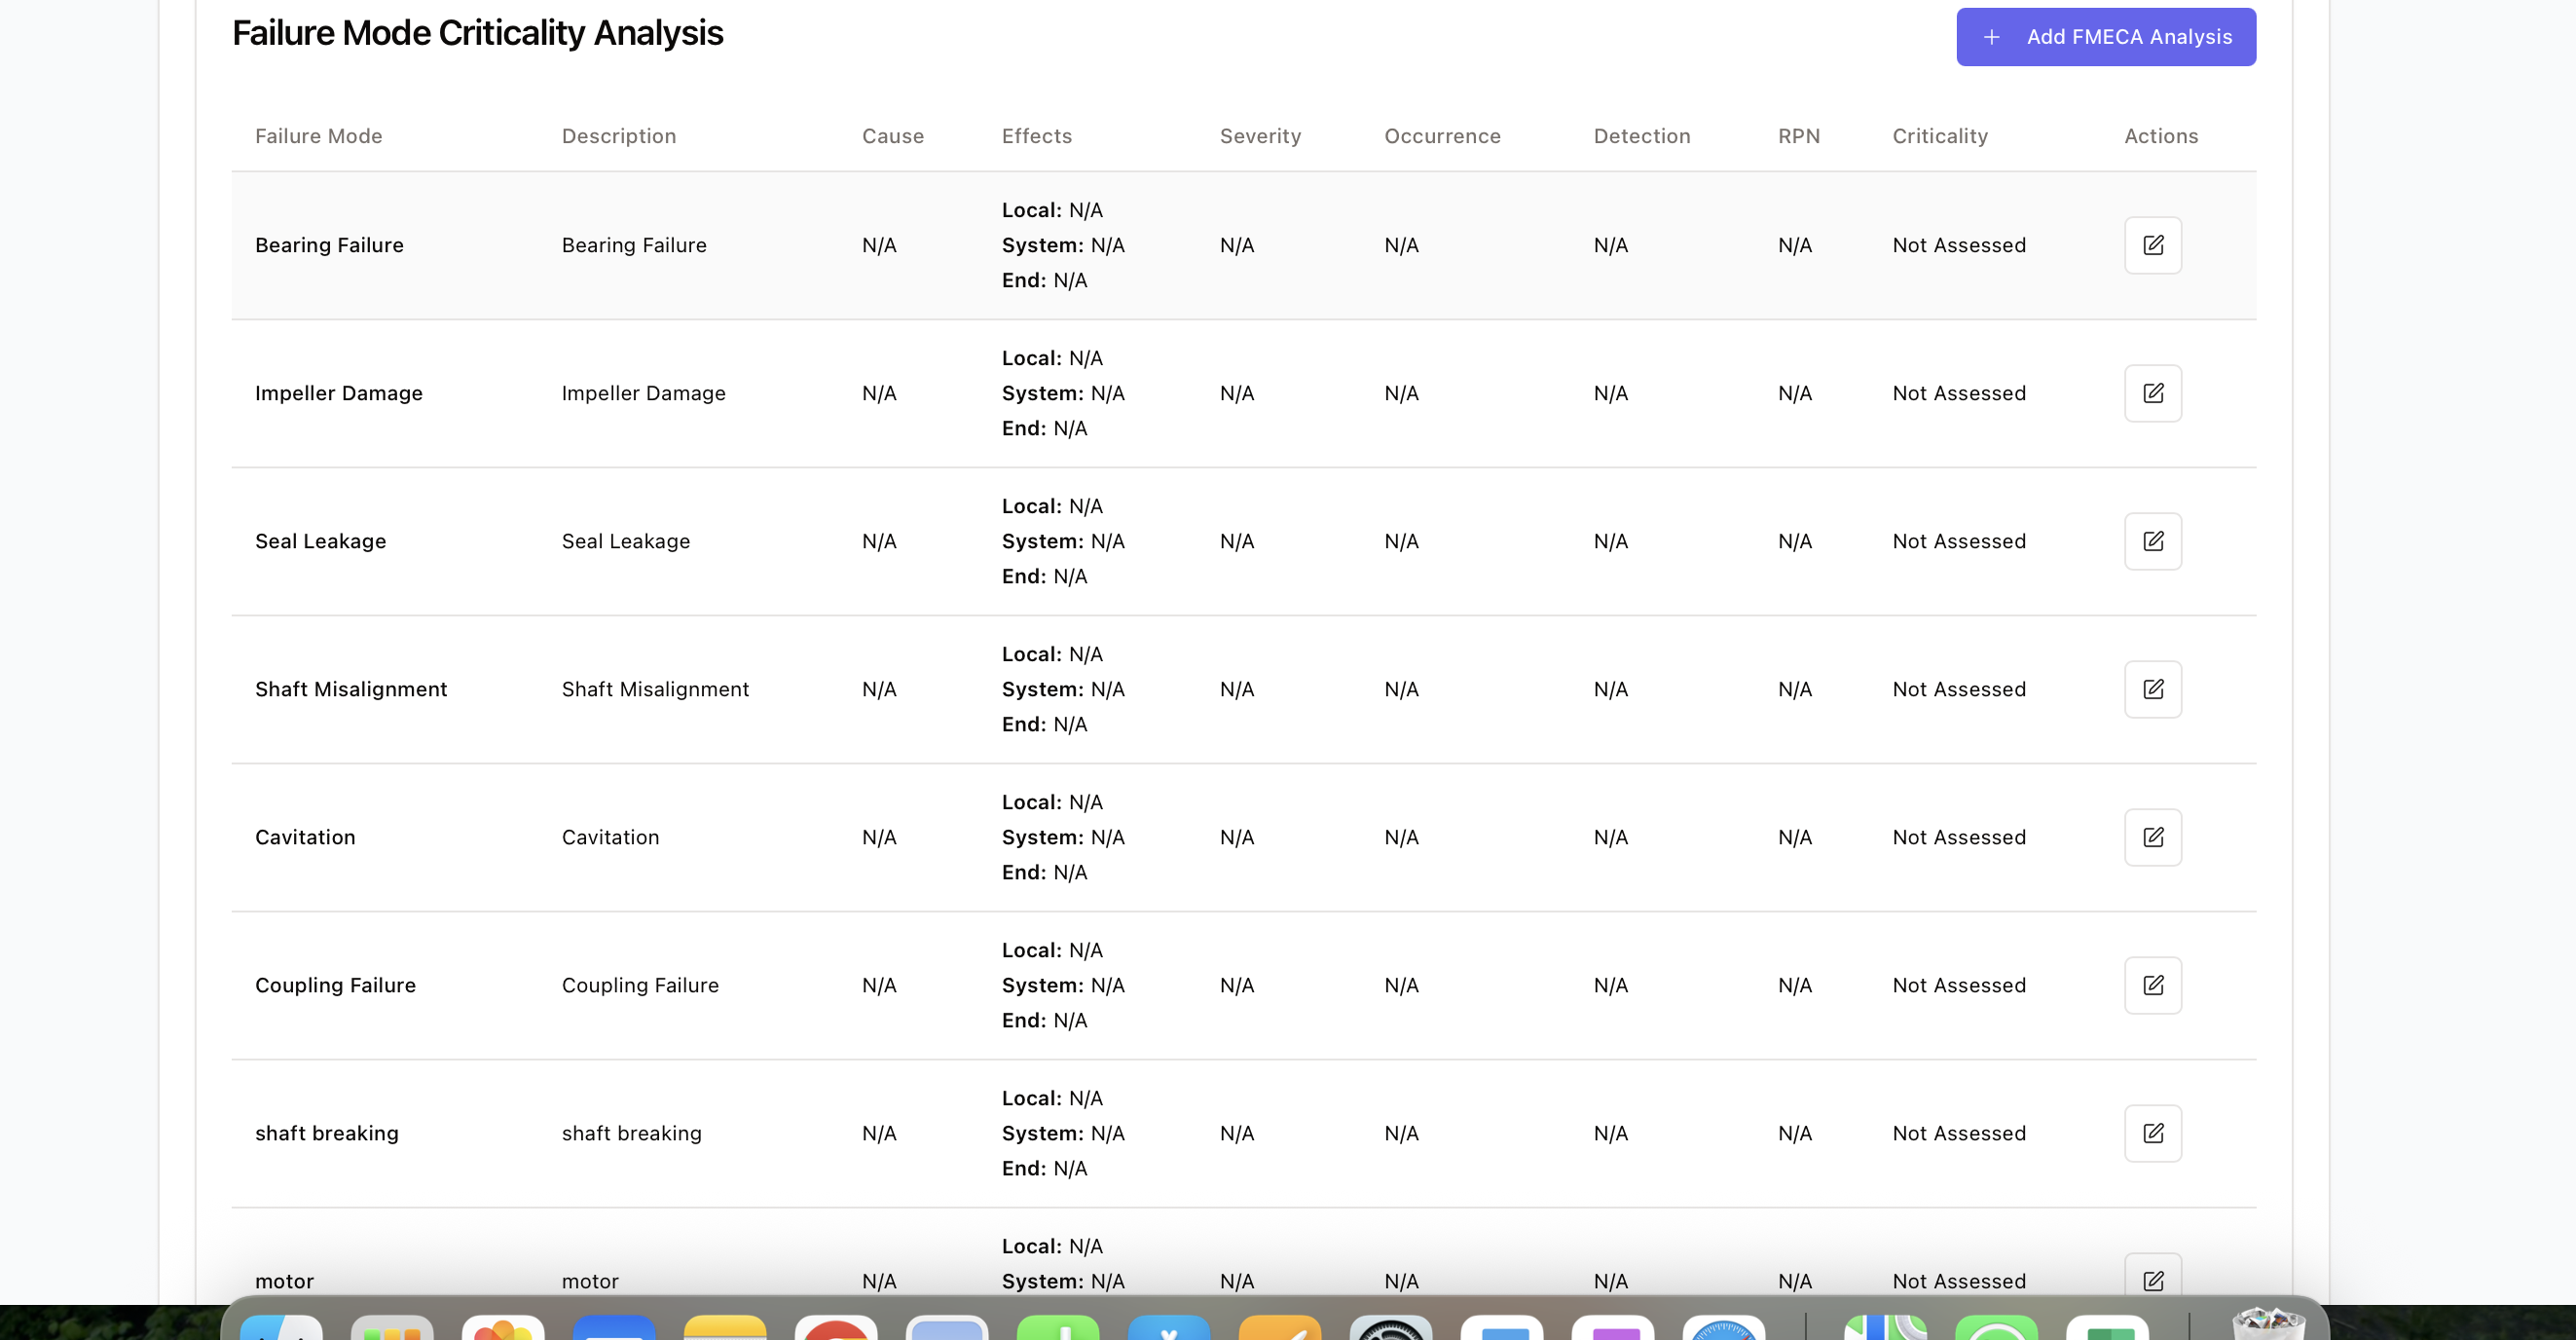 Failure Mode Criticality Analysis
Add FMECA Analysis
Failure Mode Description Cause Effects Severity Occurrence Detection RPN Criticality Actions
Local: N/A
Bearing Failure Bearing Failure N/A System: N/A N/A N/A N/A N/A Not Assessed
End: N/A
Local: N/A
Impeller Damage Impeller Damage N/A System: N/A N/A N/A N/A N/A Not Assessed
End: N/A
Local: N/A
Seal Leakage Seal Leakage N/A System: N/A N/A N/A N/A N/A Not Assessed
End: N/A
Local: N/A
Shaft Misalignment Shaft Misalignment N/A System: N/A N/A N/A N/A N/A Not Assessed
End: N/A
Local: N/A
Cavitation Cavitation N/A System: N/A N/A N/A N/A N/A Not Assessed
End: N/A
Local: N/A
Coupling Failure Coupling Failure N/A System: N/A N/A N/A N/A N/A Not Assessed
End: N/A
Local: N/A
shaft breaking shaft breaking N/A System: N/A N/A N/A N/A N/A Not Assessed
End: N/A
Local: N/A
motor motor N/A System: N/A N/A N/A N/A N/A Not Assessed